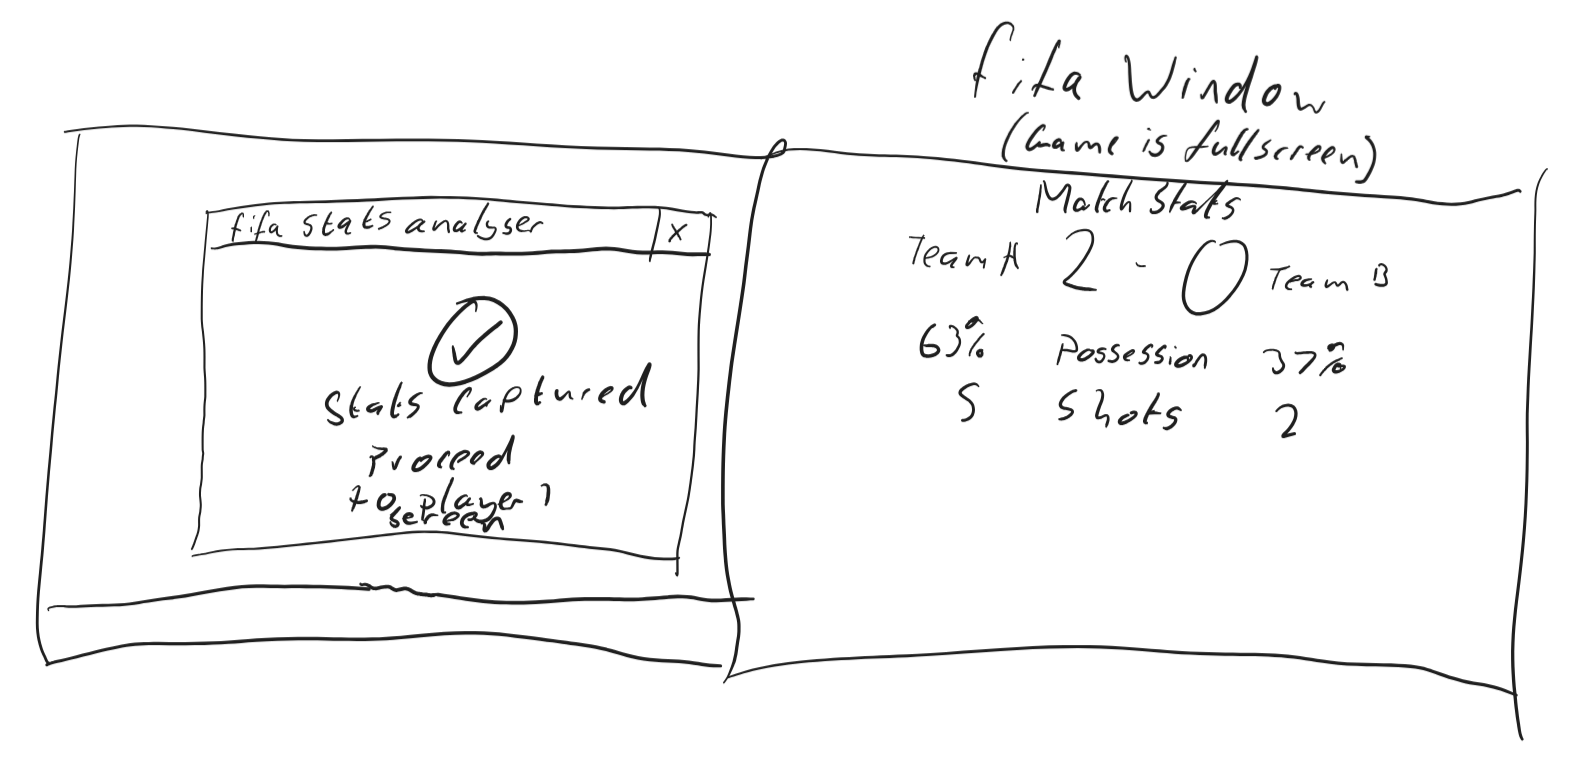 fifa Window
(Game is fullscreen)
fifa stats analyser X
Stats Captured
Proceed
to player 1
screen
Match Stats
Team A 2 - 0 Team B
63% Possession 37%
5 Shots 2